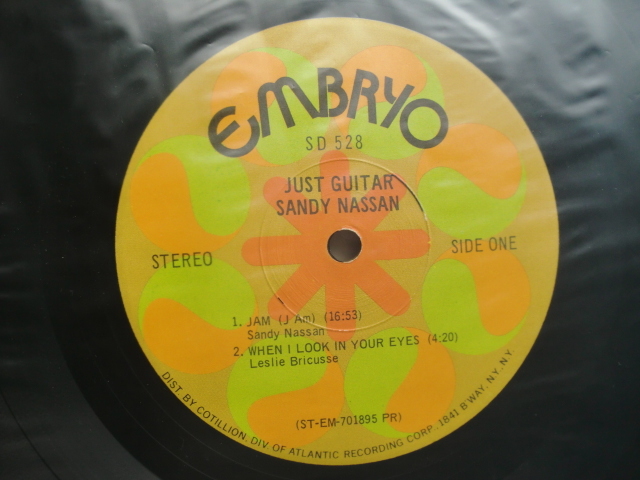 EMBRYO
SD 528
JUST GUITAR
SANDY NASSAN
STEREO
SIDE ONE
1. JAM (J Am) (16:53)
Sandy Nassan
2. WHEN I LOOK IN YOUR EYES (4:20)
Leslie Bricusse
(ST-EM-701895 PR)
DIST. BY COTILLION, DIV. OF ATLANTIC RECORDING CORP., 1841 B'WAY, N.Y., N.Y.